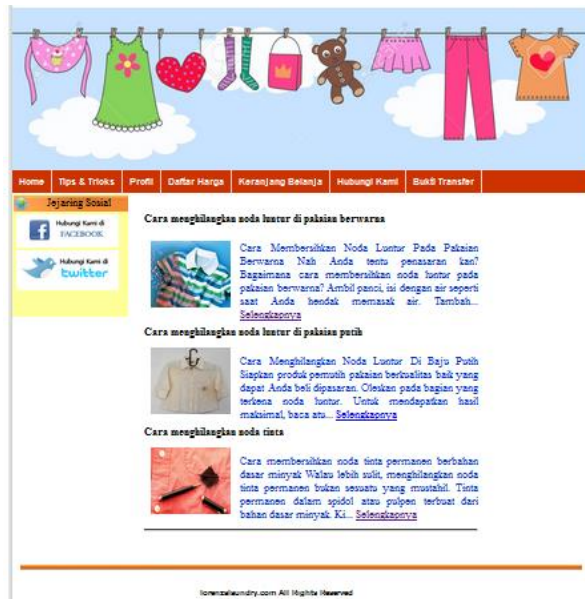 Home Tips & Tricks Profil Daftar Harga Keranjang Belanja Hubungi Kami Bukti Transfer
Jejaring Sosial
Hubungi Kami di
FACEBOOK
Hubungi Kami di
twitter
Cara menghilangkan noda luntur di pakaian berwarna
Cara Membersihkan Noda Luntur Pada Pakaian
Berwarna Nah Anda tentu penasaran kan?
Bagaimana cara membersihkan noda luntur pada
pakaian berwarna? Ambil panci, isi dengan air seperti
saat Anda hendak memasak air. Tambah...
Selengkapnya
Cara menghilangkan noda luntur di pakaian putih
Cara Menghilangkan Noda Luntur Di Baju Putih
Siapkan produk pemutih pakaian berkualitas baik yang
dapat Anda beli dipasaran. Oleskan pada bagian yang
terkena noda luntur. Untuk mendapatkan hasil
maksimal, baca atu... Selengkapnya
Cara menghilangkan noda tinta
Cara membersihkan noda tinta permanen berbahan
dasar minyak Walau lebih sulit, menghilangkan noda
tinta permanen bukan sesuatu yang mustahil. Tinta
permanen dalam spidol atau pulpen terbuat dari
bahan dasar minyak. Ki... Selengkapnya
lorenzalaundry.com All Rights Reserved